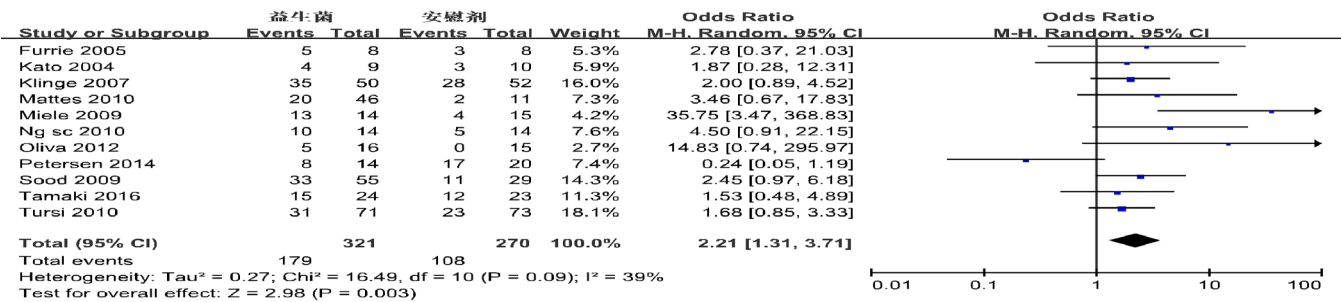 益生菌 安慰剂 Odds Ratio Odds Ratio
Study or Subgroup Events Total Events Total Weight M-H. Random. 95% CI M-H. Random. 95% CI
Furrie 2005 5 8 3 8 5.3% 2.78 [0.37, 21.03]
Kato 2004 4 9 3 10 5.9% 1.87 [0.28, 12.31]
Klinge 2007 35 50 28 52 16.0% 2.00 [0.89, 4.52]
Mattes 2010 20 46 2 11 7.3% 3.46 [0.67, 17.83]
Miele 2009 13 14 4 15 4.2% 35.75 [3.47, 368.83]
Ng sc 2010 10 14 5 14 7.6% 4.50 [0.91, 22.15]
Oliva 2012 5 16 0 15 2.7% 14.83 [0.74, 295.97]
Petersen 2014 8 14 17 20 7.4% 0.24 [0.05, 1.19]
Sood 2009 33 55 11 29 14.3% 2.45 [0.97, 6.18]
Tamaki 2016 15 24 12 23 11.3% 1.53 [0.48, 4.89]
Tursi 2010 31 71 23 73 18.1% 1.68 [0.85, 3.33]
Total (95% CI) 321 270 100.0% 2.21 [1.31, 3.71]
Total events 179 108
Heterogeneity: Tau² = 0.27; Chi² = 16.49, df = 10 (P = 0.09); I² = 39%
Test for overall effect: Z = 2.98 (P = 0.003)
0.01 0.1 1 10 100